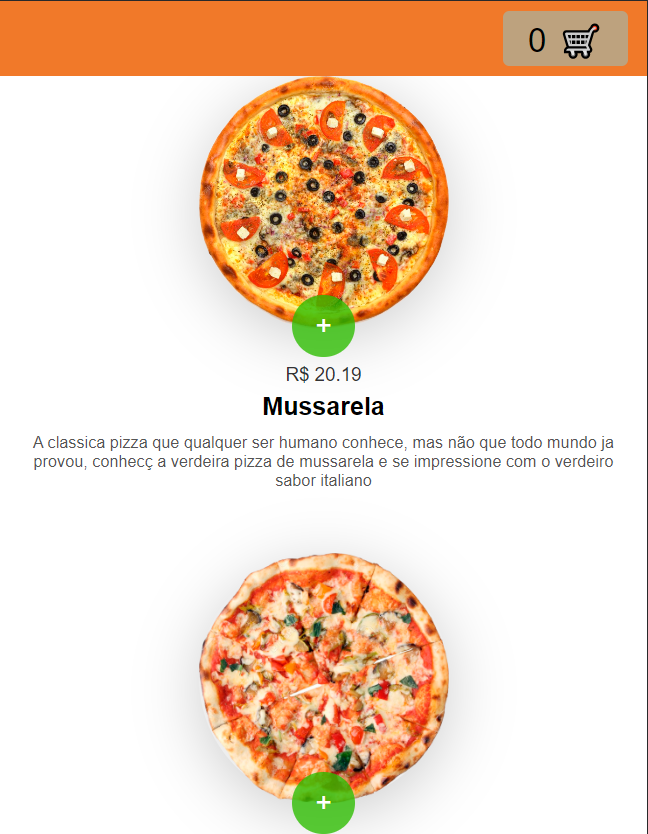 0
+
R$ 20.19
Mussarela
A classica pizza que qualquer ser humano conhece, mas não que todo mundo ja
provou, conhecç a verdeira pizza de mussarela e se impressione com o verdeiro
sabor italiano
+